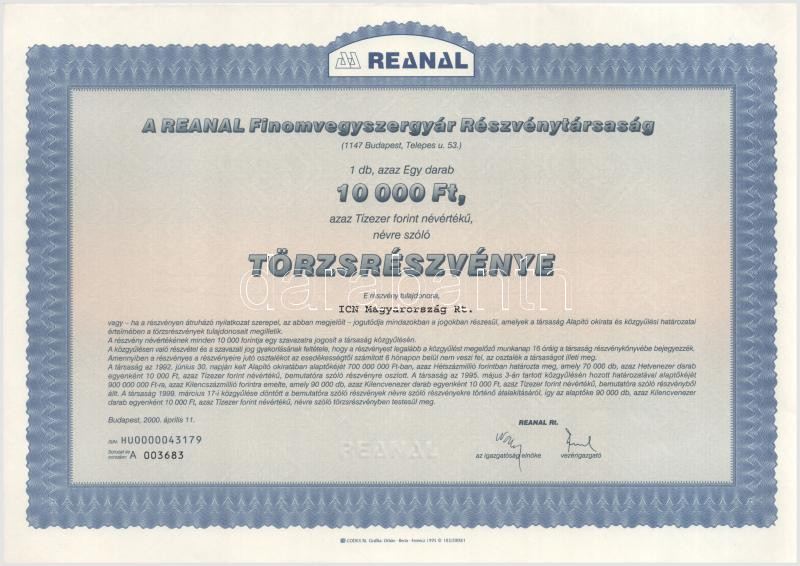 REANAL
A REANAL Finomvegyszergyár Részvénytársaság
(1147 Budapest, Telepes u. 53.)
1 db, azaz Egy darab
10 000 Ft,
azaz Tízezer forint névértékű,
névre szóló
TÖRZSRÉSZVÉNYE
E részvény tulajdonosa,
ICN Magyarország Rt.
vagy – ha a részvényen átruházó nyilatkozat szerepel, az abban megjelölt – jogutódja mindazokban a jogokban részesül, amelyek a társaság Alapító okirata és közgyűlési határozatai
értelmében a törzsrészvények tulajdonosait megilletik.
A részvény névértékének minden 10 000 forintja egy szavazatra jogosít a társaság közgyűlésén.
A közgyűlésen való részvétel és a szavazati jog gyakorlásának feltétele, hogy a részvényest legalább a közgyűlést megelőző munkanap 16 óráig a társaság részvénykönyvébe bejegyezzék.
Amennyiben a részvényes a részvényeire jutó osztalékot az esedékességtől számított 6 hónapon belül nem veszi fel, az osztalék a társaságot illeti meg.
A társaság az 1992. június 30. napján kelt Alapító okiratában alaptőkéjét 700 000 000 Ft-ban, azaz Hétszázmillió forintban határozta meg, amely 70 000 db, azaz Hetvenezer darab
egyenként 10 000 Ft, azaz Tízezer forint névértékű, bemutatóra szóló részvényre oszlott. A társaság az 1995. május 3-án tartott közgyűlésén hozott határozatával alaptőkéjét
900 000 000 Ft-ra, azaz Kilencszázmillió forintra emelte, amely 90 000 db, azaz Kilencvenezer darab egyenként 10 000 Ft, azaz Tízezer forint névértékű, bemutatóra szóló részvényből
állt. A társaság 1999. március 17-i közgyűlése döntött a bemutatóra szóló részvények névre szóló részvényekre történő átalakításáról, így az alaptőke 90 000 db, azaz Kilencvenezer
darab egyenként 10 000 Ft, azaz Tízezer forint névértékű, névre szóló törzsrészvényben testesül meg.
Budapest, 2000. április 11.
REANAL Rt.
ISIN: HU0000043179
Sorozat és
sorszám: A 003683
az igazgatóság elnöke
vezérigazgató
REANAL
darabanth